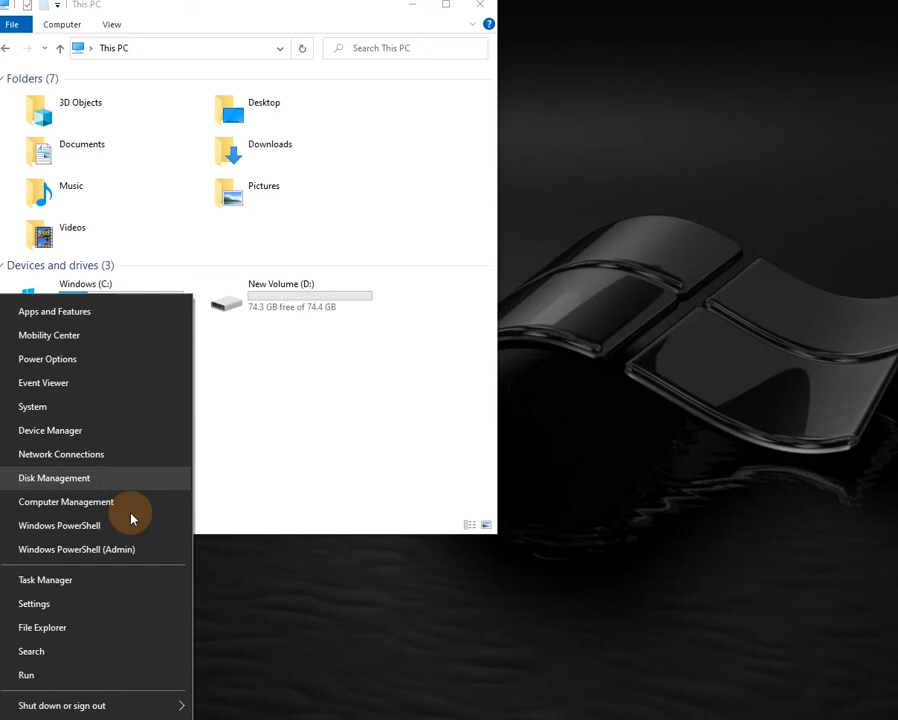 This PC
File Computer View
This PC
Search This PC
Folders (7)
3D Objects
Desktop
Documents
Downloads
Music
Pictures
Videos
Devices and drives (3)
Windows (C:)
New Volume (D:)
74.3 GB free of 74.4 GB
Apps and Features
Mobility Center
Power Options
Event Viewer
System
Device Manager
Network Connections
Disk Management
Computer Management
Windows PowerShell
Windows PowerShell (Admin)
Task Manager
Settings
File Explorer
Search
Run
Shut down or sign out